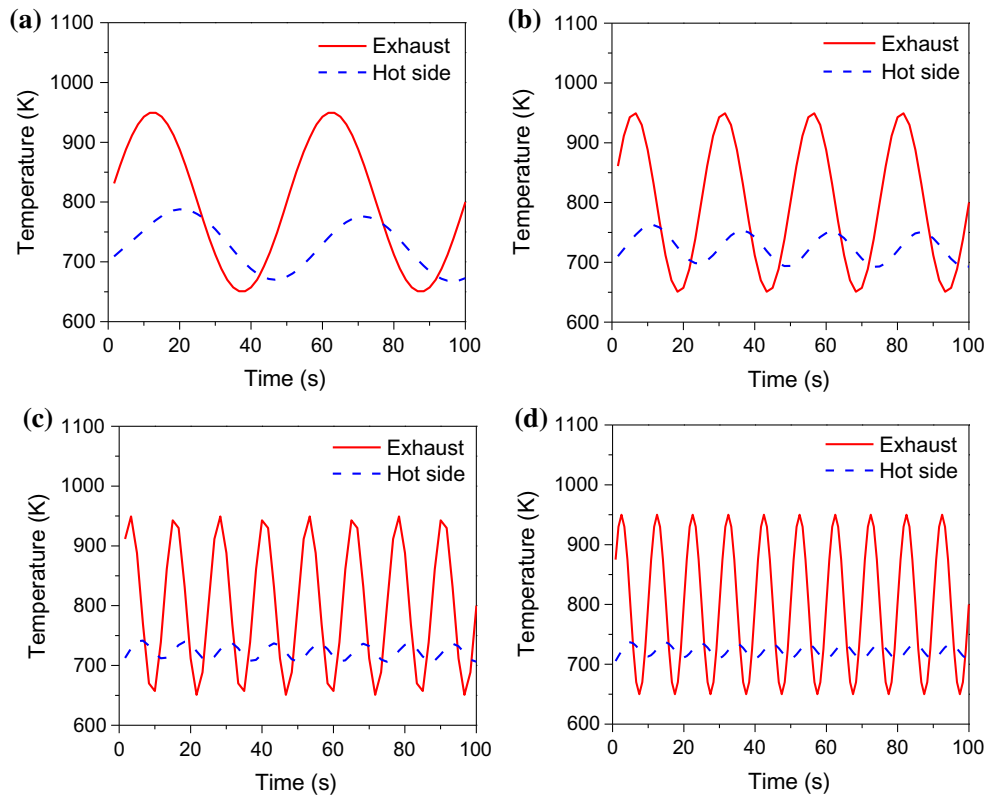 (a)
1100
1000
900
800
700
600
Temperature (K)
Exhaust
Hot side
0 20 40 60 80 100
Time (s)
(b)
1100
1000
900
800
700
600
Temperature (K)
Exhaust
Hot side
0 20 40 60 80 100
Time (s)
(c)
1100
1000
900
800
700
600
Temperature (K)
Exhaust
Hot side
0 20 40 60 80 100
Time (s)
(d)
1100
1000
900
800
700
600
Temperature (K)
Exhaust
Hot side
0 20 40 60 80 100
Time (s)